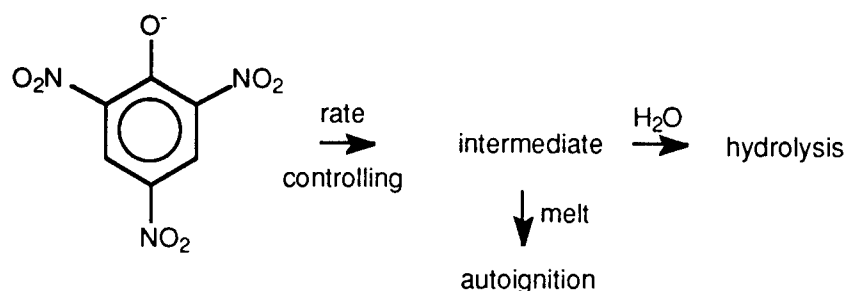 O⁻
O₂N
NO₂
rate
controlling
intermediate
H₂O
hydrolysis
NO₂
melt
autoignition